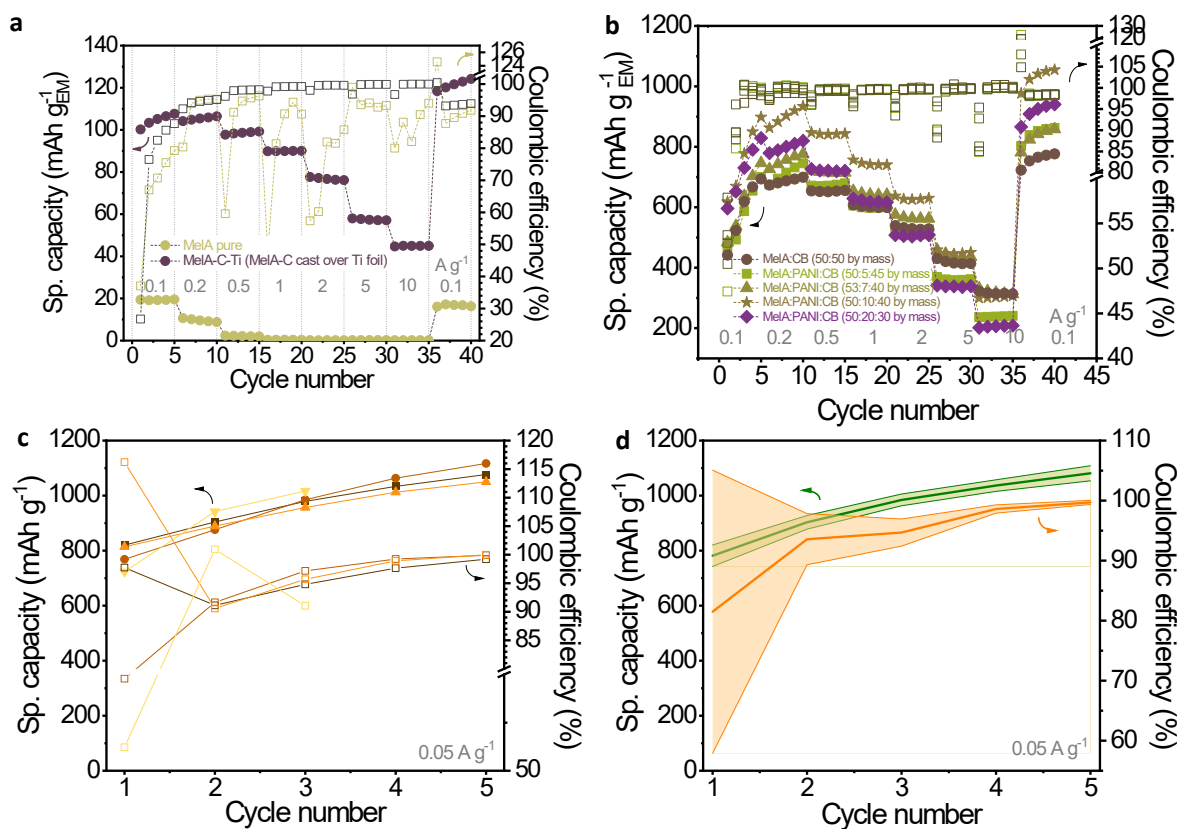 a
140
120
100
80
60
40
20
0
Sp. capacity (mAh g⁻¹EM)
MelA pure
MelA-C-Ti (MelA-C cast over Ti foil)
0.1 0.2 0.5 1 2 5 10 0.1
A g⁻¹
0 5 10 15 20 25 30 35 40
Cycle number
126
124
100
90
80
70
60
50
40
30
20
Coulombic efficiency (%)
b
1200
1000
800
600
400
200
Sp. capacity (mAh g⁻¹EM)
MelA:CB (50:50 by mass)
MelA:PANI:CB (50:5:45 by mass)
MelA:PANI:CB (53:7:40 by mass)
MelA:PANI:CB (50:10:40 by mass)
MelA:PANI:CB (50:20:30 by mass)
A g⁻¹
0.1 0.2 0.5 1 2 5 10 0.1
0 5 10 15 20 25 30 35 40 45
Cycle number
130
120
100
95
90
85
80
55
50
45
40
Coulombic efficiency (%)
c
1200
1000
800
600
400
200
0
Sp. capacity (mAh g⁻¹)
0.05 A g⁻¹
1 2 3 4 5
Cycle number
120
115
110
105
100
95
90
85
50
Coulombic efficiency (%)
d
1200
1000
800
600
400
200
0
Sp. capacity (mAh g⁻¹)
0.05 A g⁻¹
1 2 3 4 5
Cycle number
110
100
90
80
70
60
Coulombic efficiency (%)